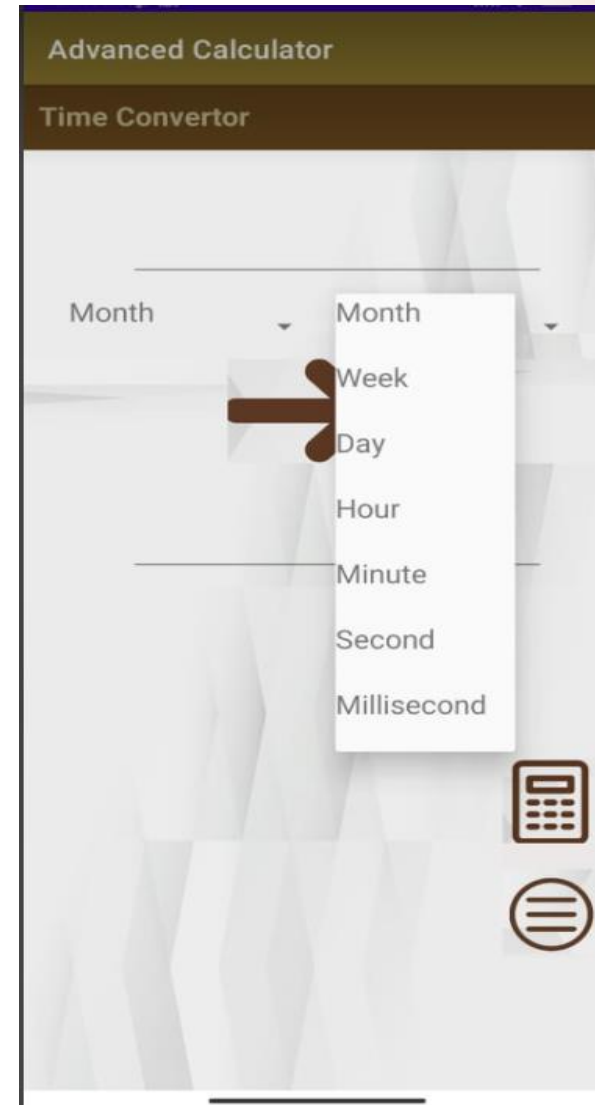 Advanced Calculator
Time Convertor
Month
Month
Week
Day
Hour
Minute
Second
Millisecond